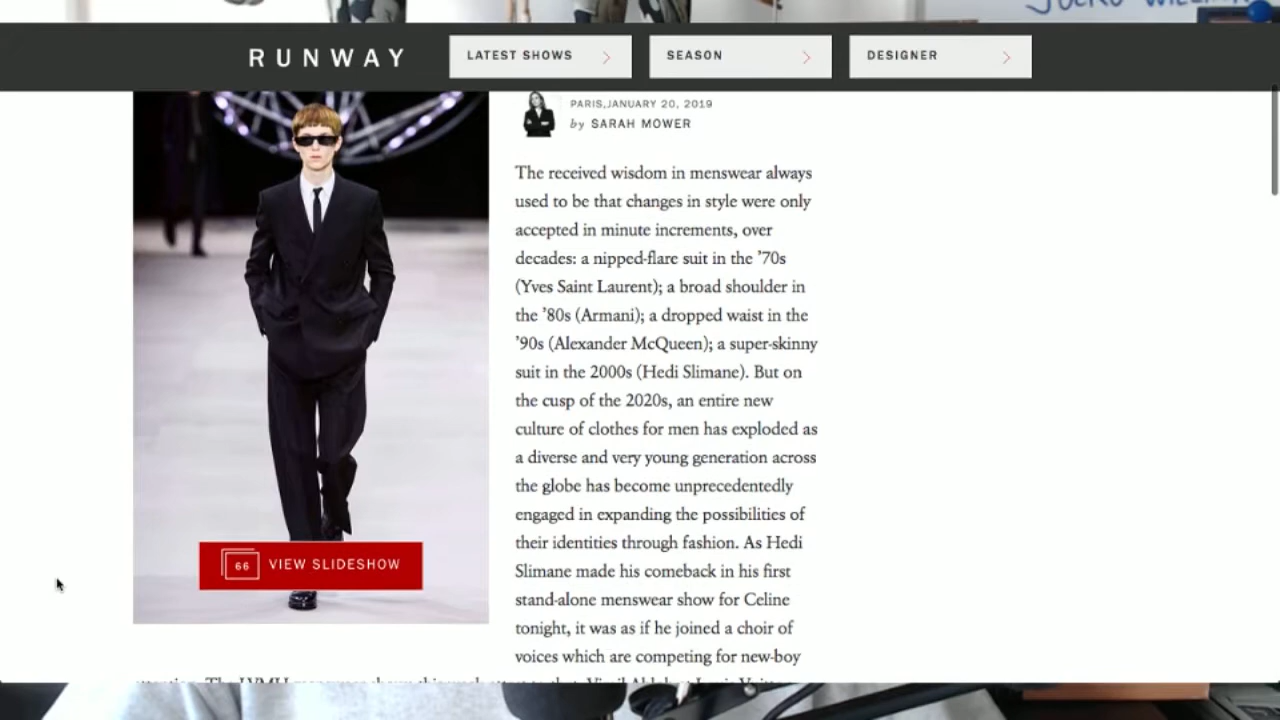 RUNWAY
LATEST SHOWS
SEASON
DESIGNER
PARIS,JANUARY 20, 2019
by SARAH MOWER
The received wisdom in menswear always
used to be that changes in style were only
accepted in minute increments, over
decades: a nipped-flare suit in the ’70s
(Yves Saint Laurent); a broad shoulder in
the ’80s (Armani); a dropped waist in the
’90s (Alexander McQueen); a super-skinny
suit in the 2000s (Hedi Slimane). But on
the cusp of the 2020s, an entire new
culture of clothes for men has exploded as
a diverse and very young generation across
the globe has become unprecedentedly
engaged in expanding the possibilities of
their identities through fashion. As Hedi
Slimane made his comeback in his first
stand-alone menswear show for Celine
tonight, it was as if he joined a choir of
voices which are competing for new-boy
66 VIEW SLIDESHOW